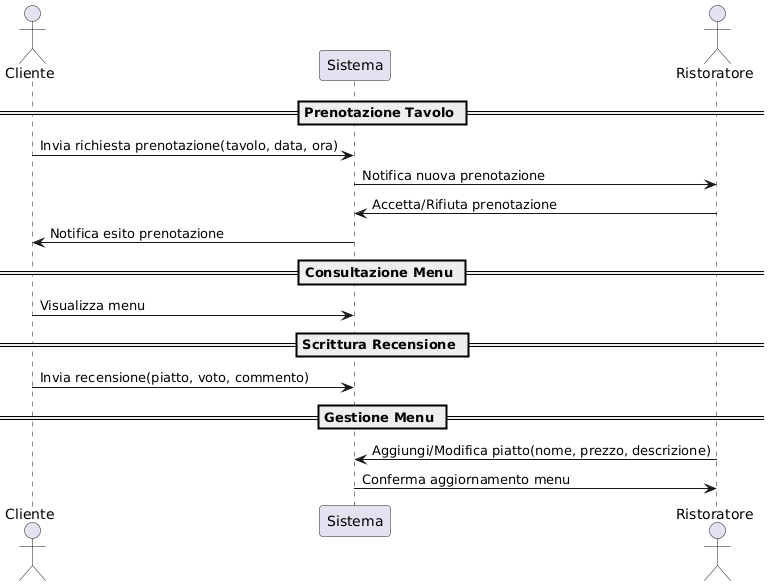 Cliente
Sistema
Ristoratore
Prenotazione Tavolo
Invia richiesta prenotazione(tavolo, data, ora)
Notifica nuova prenotazione
Accetta/Rifiuta prenotazione
Notifica esito prenotazione
Consultazione Menu
Visualizza menu
Scrittura Recensione
Invia recensione(piatto, voto, commento)
Gestione Menu
Aggiungi/Modifica piatto(nome, prezzo, descrizione)
Conferma aggiornamento menu
Cliente
Sistema
Ristoratore